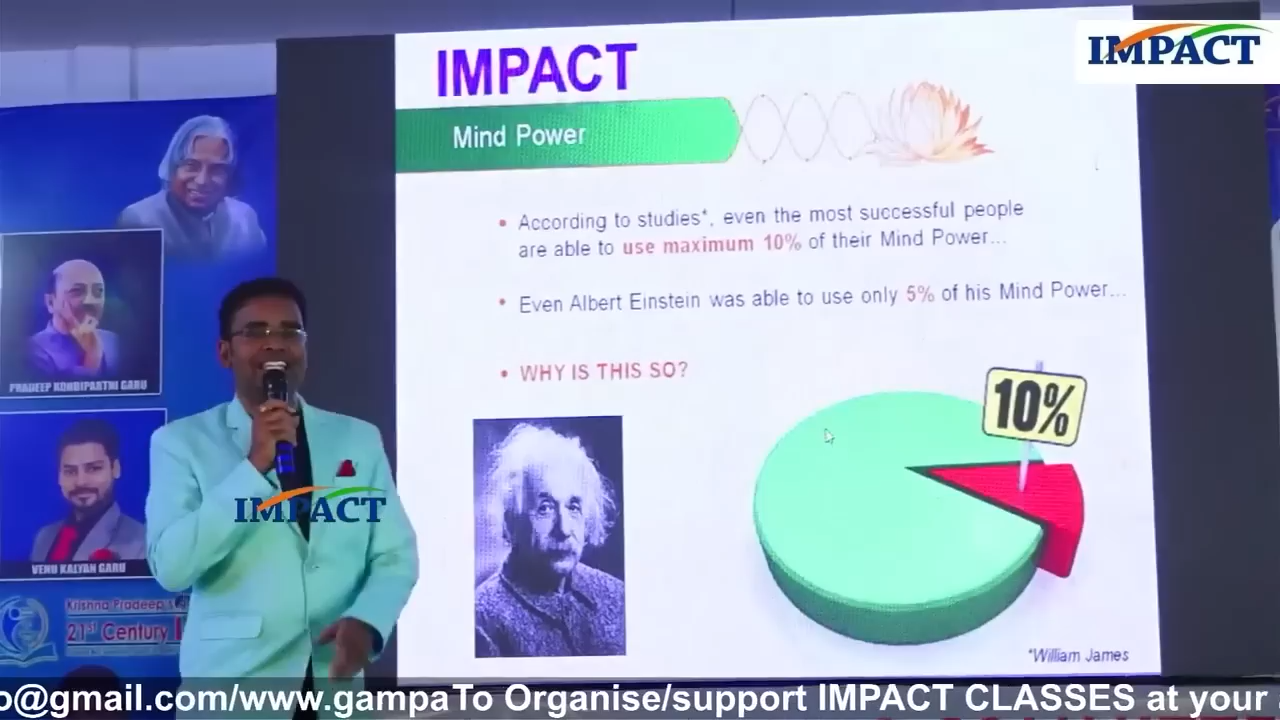 IMPACT
IMPACT
Mind Power
• According to studies*, even the most successful people
are able to use maximum 10% of their Mind Power...
• Even Albert Einstein was able to use only 5% of his Mind Power...
• WHY IS THIS SO?
10%
*William James
PRADEEP KONDIPARTHI GARU
VENU KALYAN GARU
IMPACT
Krishna Pradeep
21st Century
o@gmail.com/www.gampaTo Organise/support IMPACT CLASSES at your